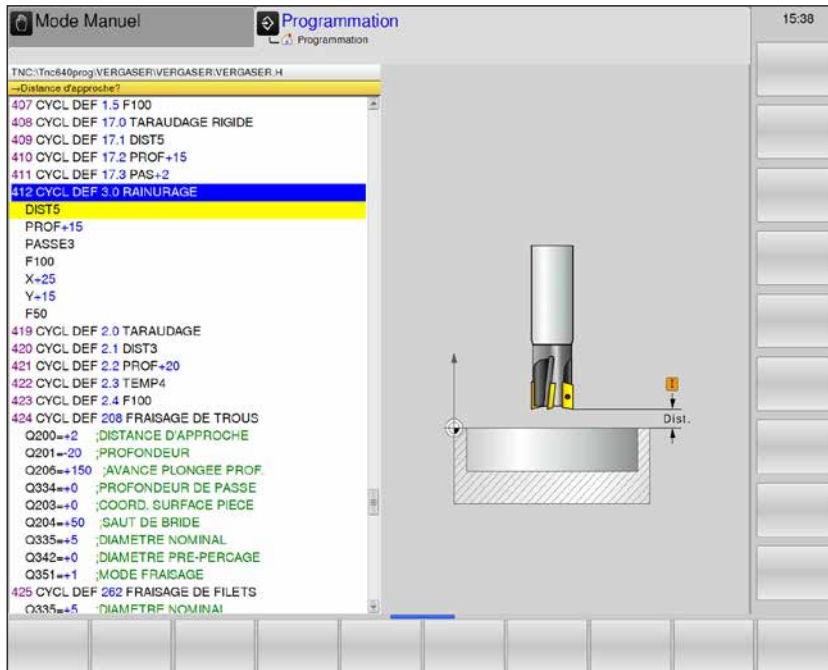 Mode Manuel
Programmation
Programmation
15:38
TNC:\Tnc640prog\VERGASER\VERGASER\VERGASER.H
→Distance d'approche?
407 CYCL DEF 1.5 F100
408 CYCL DEF 17.0 TARAUDAGE RIGIDE
409 CYCL DEF 17.1 DIST5
410 CYCL DEF 17.2 PROF+15
411 CYCL DEF 17.3 PAS+2
412 CYCL DEF 3.0 RAINURAGE
DIST5
PROF+15
PASSE3
F100
X+25
Y+15
F50
419 CYCL DEF 2.0 TARAUDAGE
420 CYCL DEF 2.1 DIST3
421 CYCL DEF 2.2 PROF+20
422 CYCL DEF 2.3 TEMP4
423 CYCL DEF 2.4 F100
424 CYCL DEF 208 FRAISAGE DE TROUS
Q200=+2 ;DISTANCE D'APPROCHE
Q201=-20 ;PROFONDEUR
Q206=+150 ;AVANCE PLONGEE PROF.
Q334=+0 ;PROFONDEUR DE PASSE
Q203=+0 ;COORD. SURFACE PIECE
Q204=+50 ;SAUT DE BRIDE
Q335=+5 ;DIAMETRE NOMINAL
Q342=+0 ;DIAMETRE PRE-PERCAGE
Q351=+1 ;MODE FRAISAGE
425 CYCL DEF 262 FRAISAGE DE FILETS
Q335=+5 ;DIAMETRE NOMINAL
I
Dist.